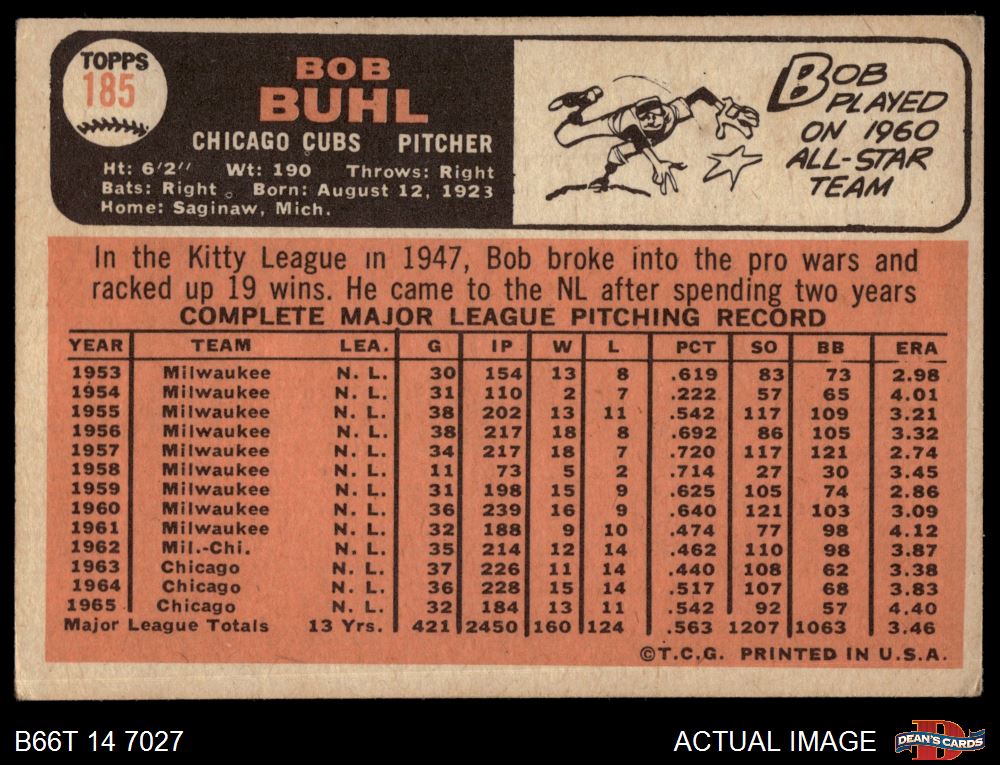 TOPPS
185
BOB
BUHL
CHICAGO CUBS PITCHER
Ht: 6'2" Wt: 190 Throws: Right
Bats: Right Born: August 12, 1923
Home: Saginaw, Mich.
BOB
PLAYED
ON 1960
ALL-STAR
TEAM
In the Kitty League in 1947, Bob broke into the pro wars and
racked up 19 wins. He came to the NL after spending two years
COMPLETE MAJOR LEAGUE PITCHING RECORD
YEAR TEAM LEA. G IP W L PCT SO BB ERA
1953 Milwaukee N. L. 30 154 13 8 .619 83 73 2.98
1954 Milwaukee N. L. 31 110 2 7 .222 57 65 4.01
1955 Milwaukee N. L. 38 202 13 11 .542 117 109 3.21
1956 Milwaukee N. L. 38 217 18 8 .692 86 105 3.32
1957 Milwaukee N. L. 34 217 18 7 .720 117 121 2.74
1958 Milwaukee N. L. 11 73 5 2 .714 27 30 3.45
1959 Milwaukee N. L. 31 198 15 9 .625 105 74 2.86
1960 Milwaukee N. L. 36 239 16 9 .640 121 103 3.09
1961 Milwaukee N. L. 32 188 9 10 .474 77 98 4.12
1962 Mil.-Chi. N. L. 35 214 12 14 .462 110 98 3.87
1963 Chicago N. L. 37 226 11 14 .440 108 62 3.38
1964 Chicago N. L. 36 228 15 14 .517 107 68 3.83
1965 Chicago N. L. 32 184 13 11 .542 92 57 4.40
Major League Totals 13 Yrs. 421 2450 160 124 .563 1207 1063 3.46
©T.C.G. PRINTED IN U.S.A.
B66T 14 7027
ACTUAL IMAGE
DEAN'S CARDS